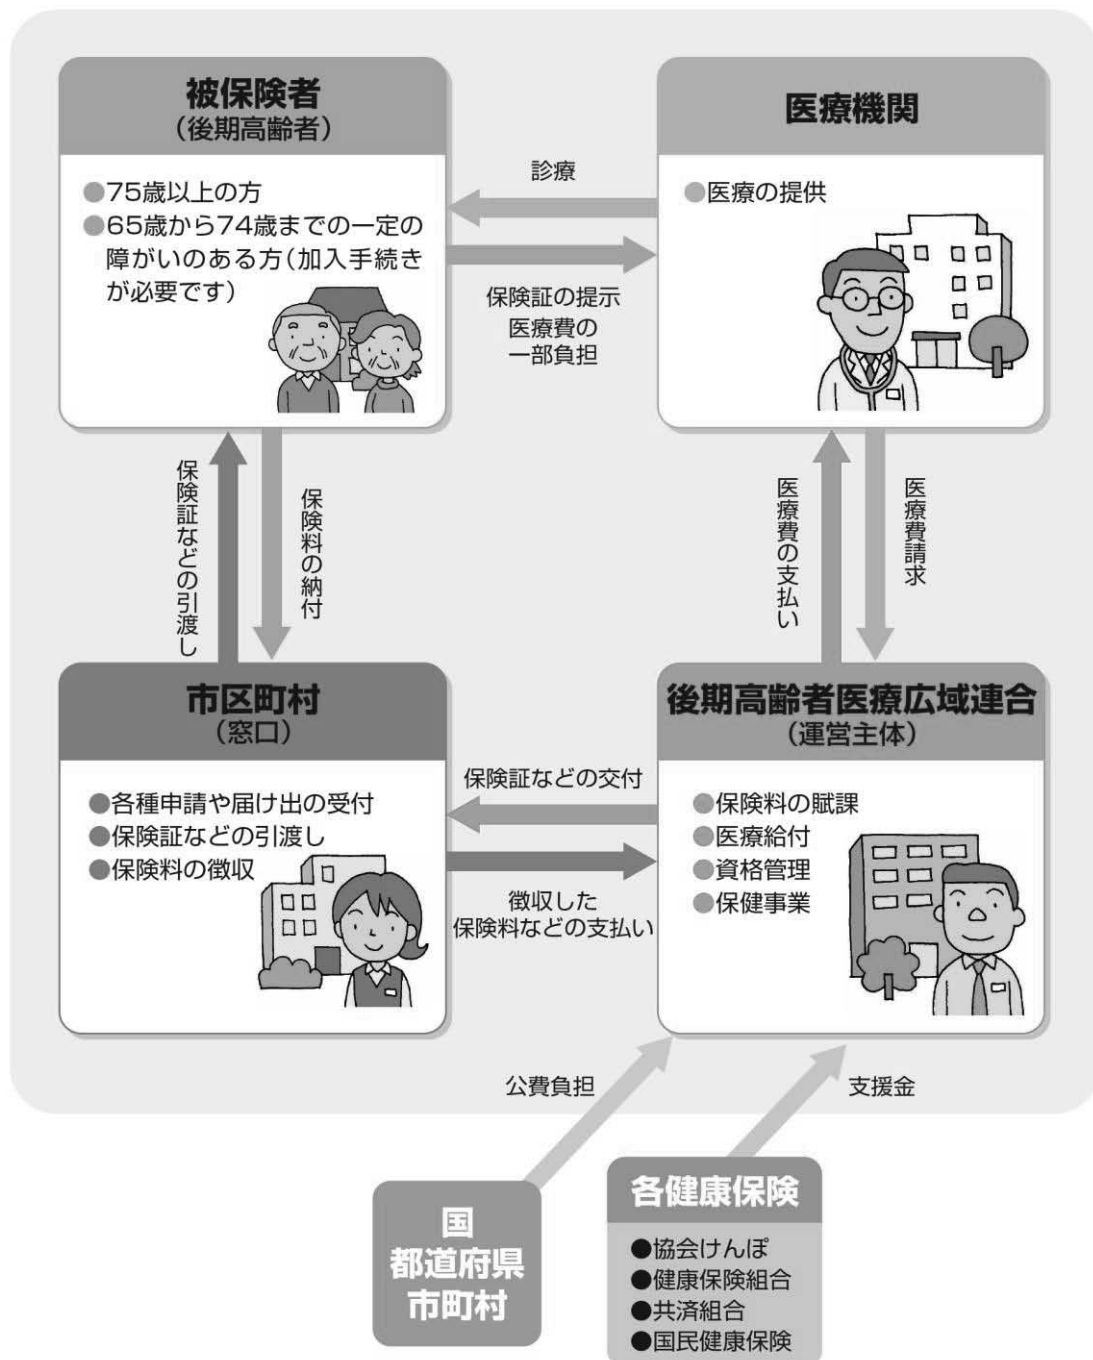 被保険者
（後期高齢者）
●75歳以上の方
●65歳から74歳までの一定の
障がいのある方（加入手続き
が必要です）
診療
保険証の提示
医療費の
一部負担
医療機関
●医療の提供
保険証などの引渡し
保険料の納付
医療費の支払い
医療費請求
市区町村
（窓口）
●各種申請や届け出の受付
●保険証などの引渡し
●保険料の徴収
保険証などの交付
徴収した
保険料などの支払い
後期高齢者医療広域連合
（運営主体）
●保険料の賦課
●医療給付
●資格管理
●保健事業
公費負担
支援金
国
都道府県
市町村
各健康保険
●協会けんぽ
●健康保険組合
●共済組合
●国民健康保険